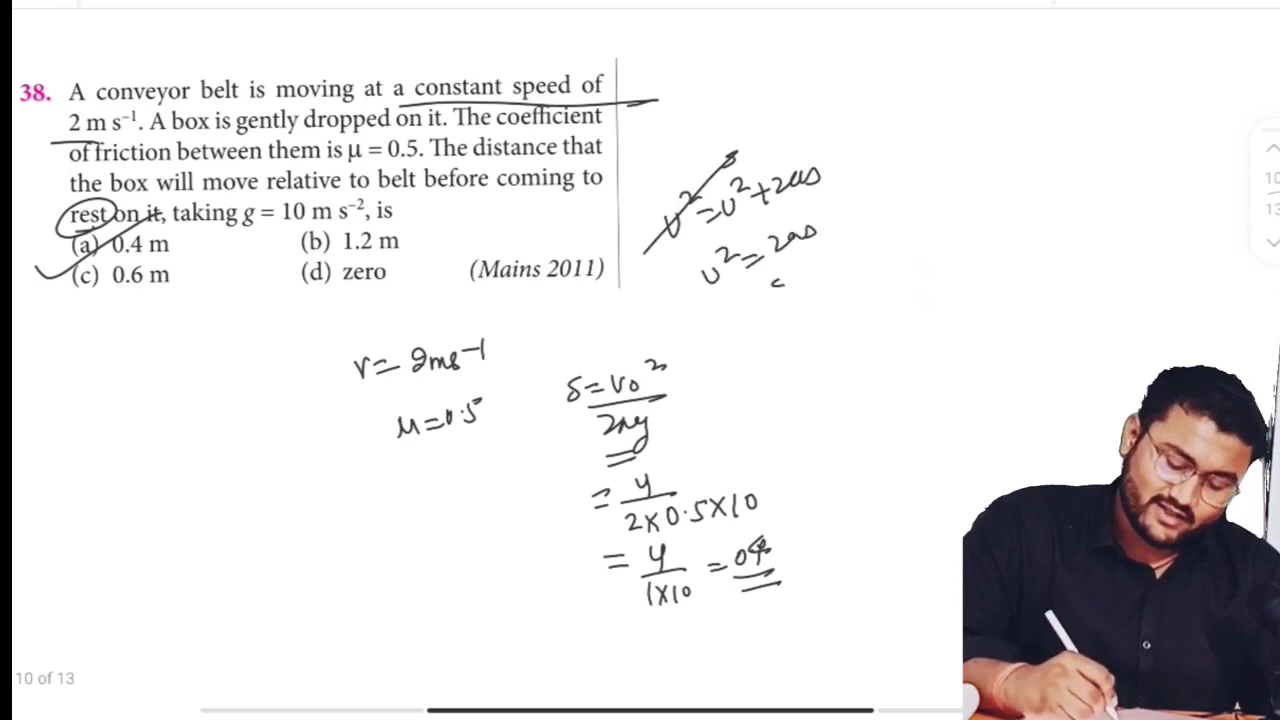 38. A conveyor belt is moving at a constant speed of
2 m s⁻¹. A box is gently dropped on it. The coefficient
of friction between them is μ = 0.5. The distance that
the box will move relative to belt before coming to
rest on it, taking g = 10 m s⁻², is
(a) 0.4 m (b) 1.2 m
(c) 0.6 m (d) zero (Mains 2011)
v² = u² + 2as
u² = 2as
v = 2ms⁻¹
μ = 0.5
s = v₀²
2μg
= 4
2 × 0.5 × 10
= 4 = 04
1 × 10
10
13
10 of 13